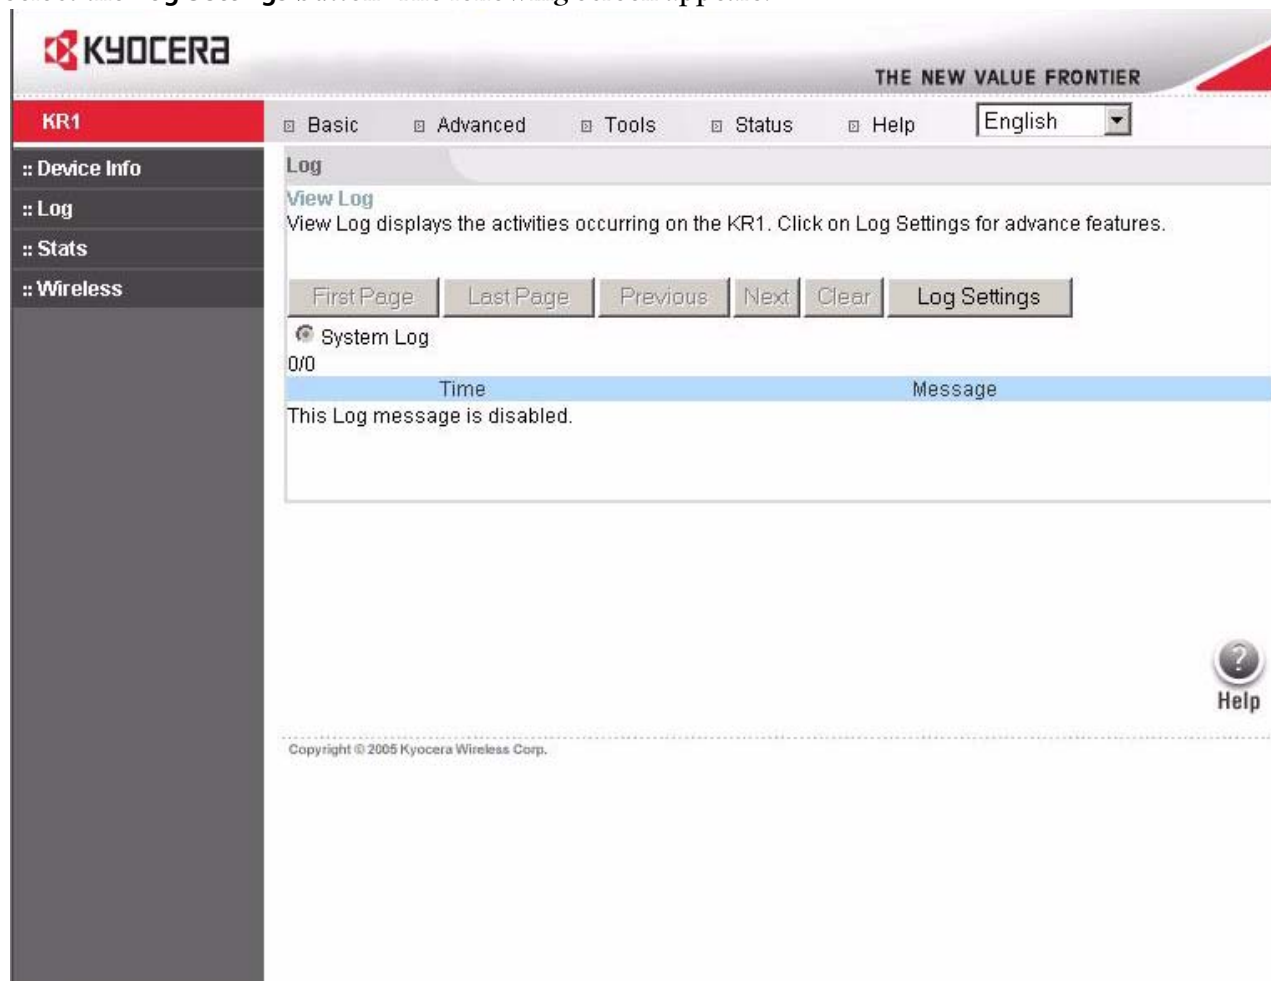 KYOCERA
THE NEW VALUE FRONTIER
KR1
Basic Advanced Tools Status Help English
:: Device Info
:: Log
:: Stats
:: Wireless
Log
View Log
View Log displays the activities occurring on the KR1. Click on Log Settings for advance features.
First Page Last Page Previous Next Clear Log Settings
System Log
0/0
Time Message
This Log message is disabled.
Help
Copyright © 2005 Kyocera Wireless Corp.